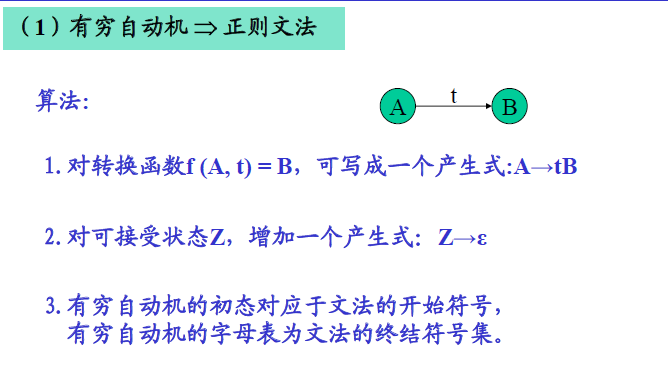 （1）有穷自动机⇒正则文法
算法:
A t B
1.对转换函数f (A, t) = B，可写成一个产生式:A→tB
2.对可接受状态Z，增加一个产生式：Z→ε
3.有穷自动机的初态对应于文法的开始符号，
有穷自动机的字母表为文法的终结符号集。